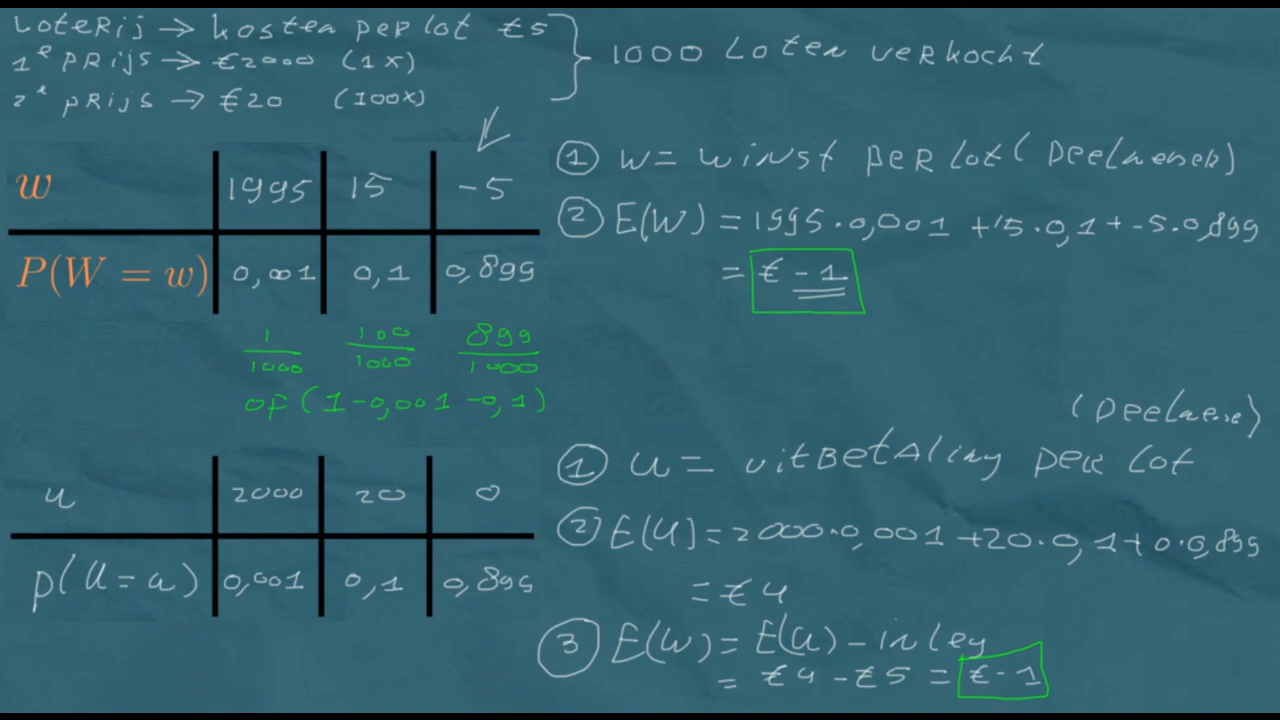 Loterij → kosten per lot €5
1e prijs → €2000 (1x)
2e prijs → €20 (100x)
1000 Loten verkocht
w 1995 15 -5
P(W = w) 0,001 0,1 0,899
1/1000 100/1000 899/1000
of (1-0,001-0,1)
① W = winst per lot (Deelnemer)
② E(W) = 1995·0,001 + 15·0,1 + -5·0,899
= € -1
u 2000 20 0
p(U = u) 0,001 0,1 0,899
(Deelneme)
① U = uitbetaling per lot
② E(U) = 2000·0,001 + 20·0,1 + 0·0,899
= € 4
③ E(W) = E(U) - inleg
= €4 - €5 = €-1